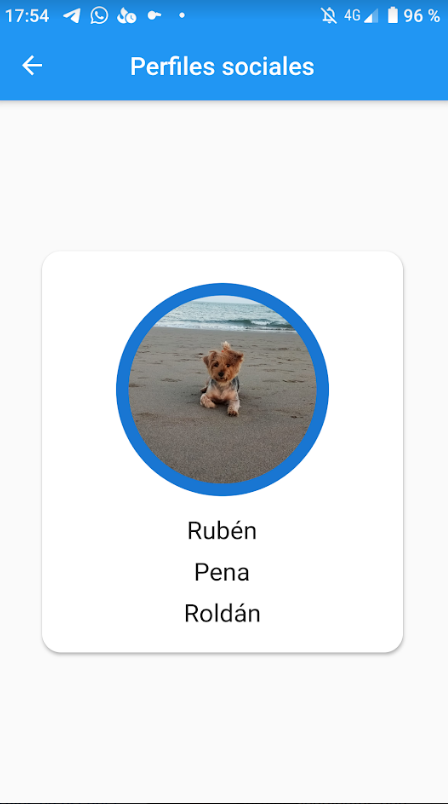 17:54 4G 96 %
Perfiles sociales
Rubén
Pena
Roldán